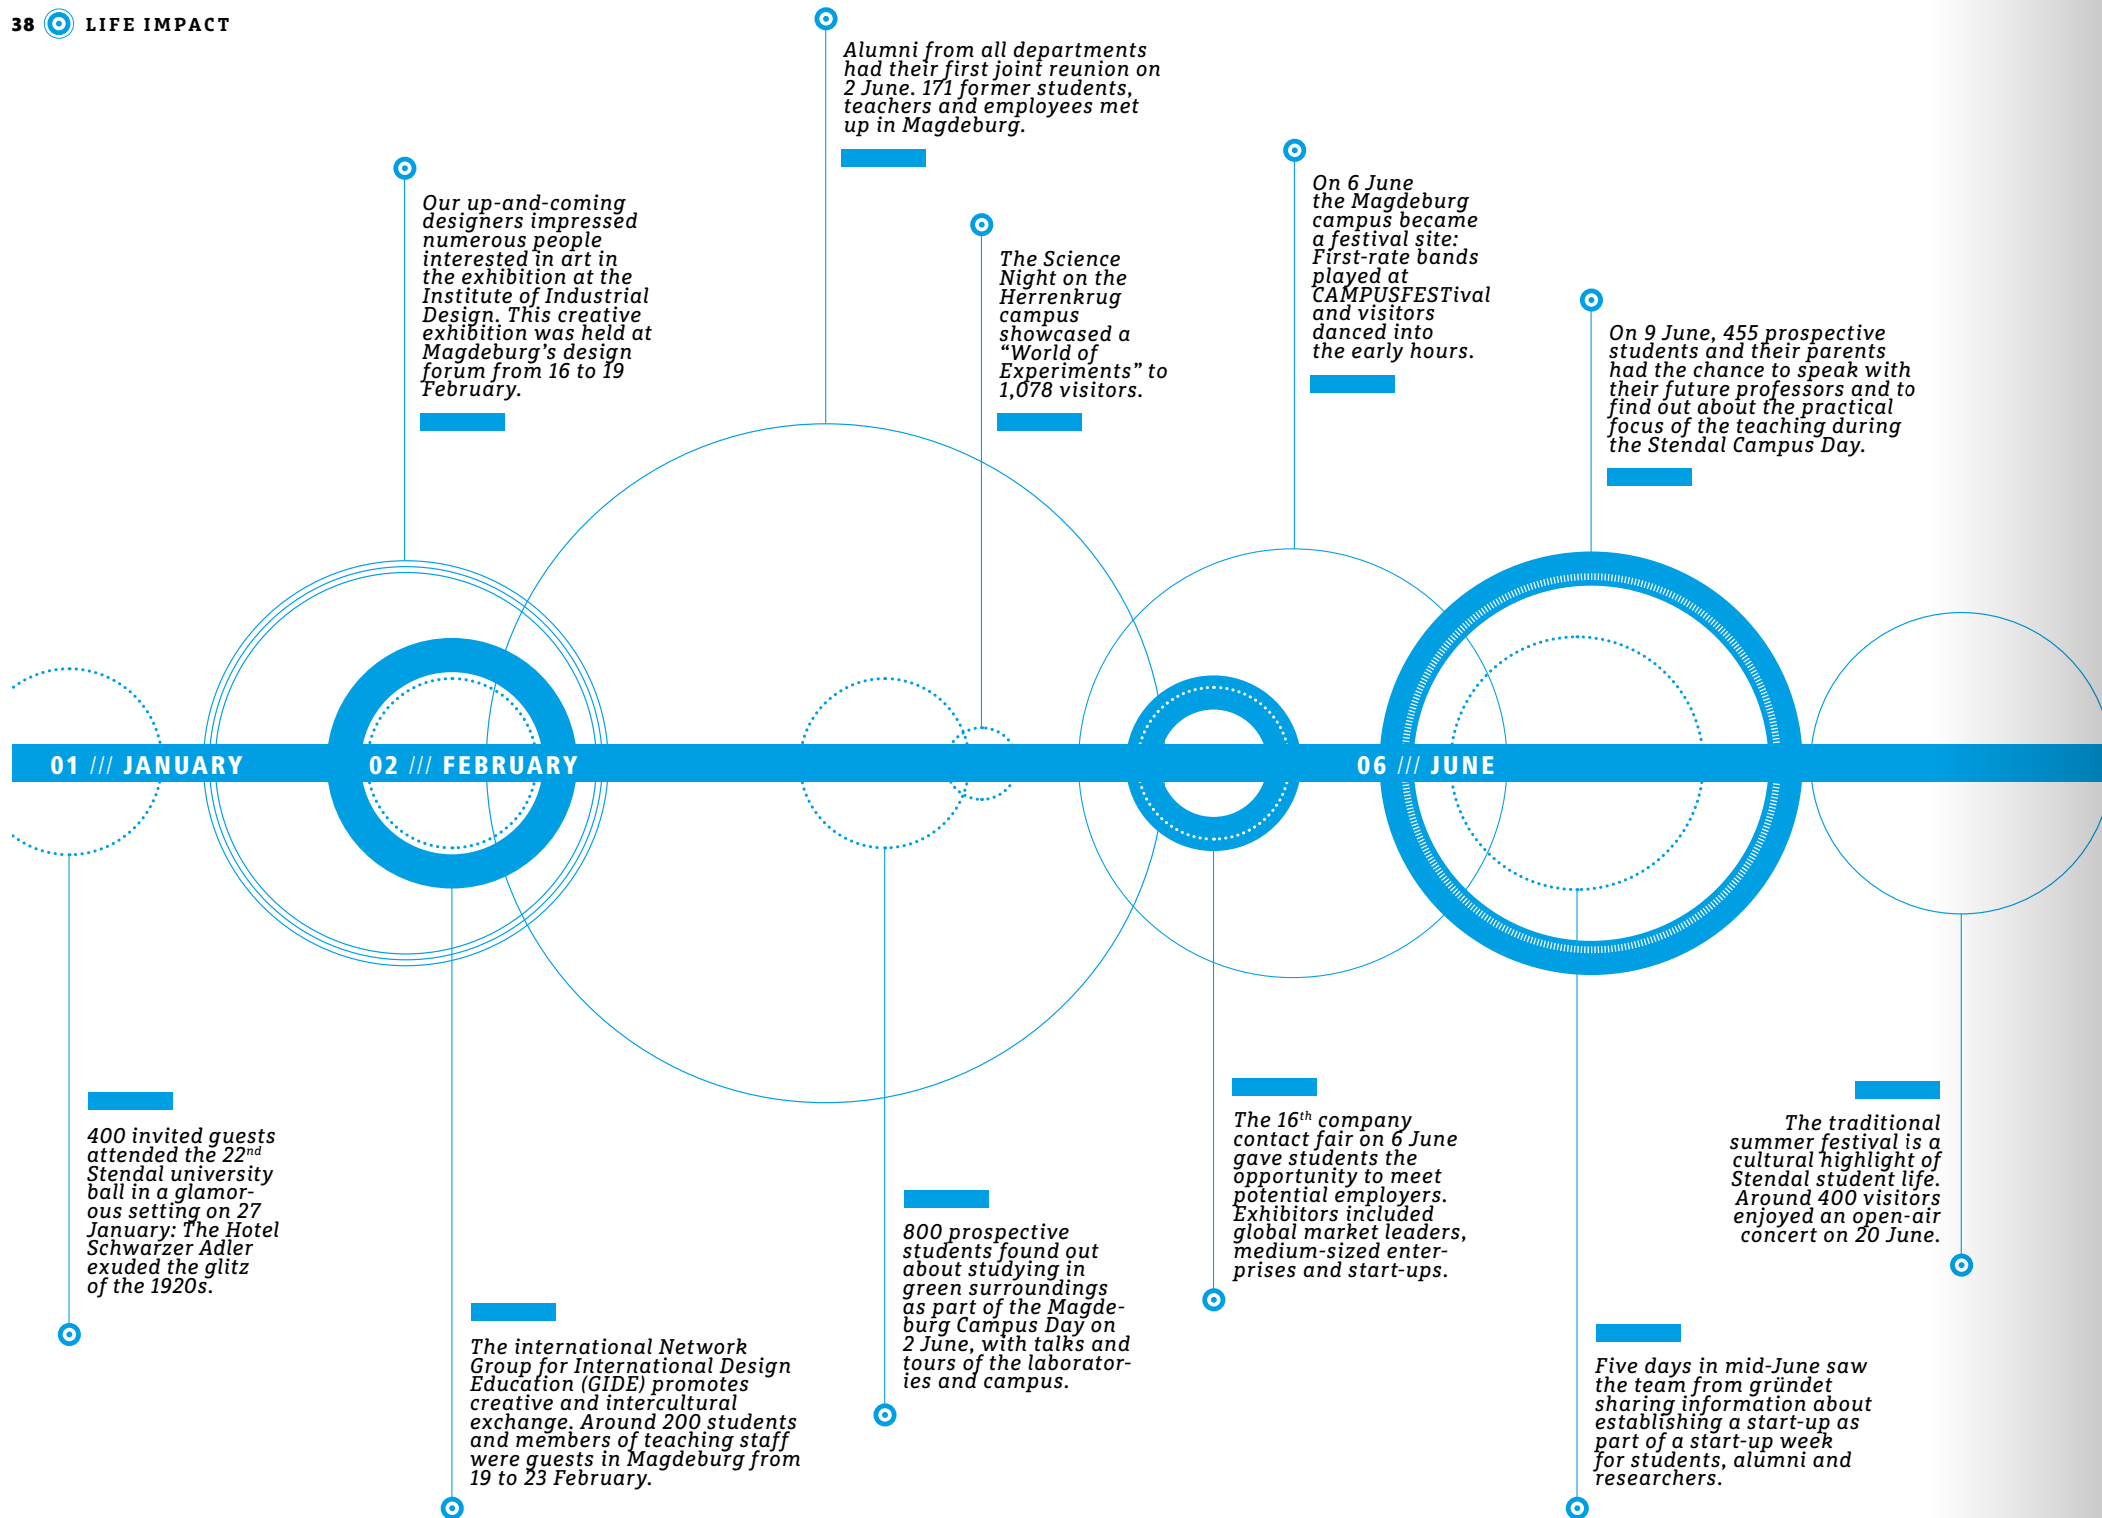 38 LIFE IMPACT
Alumni from all departments
had their first joint reunion on
2 June. 171 former students,
teachers and employees met
up in Magdeburg.
Our up-and-coming
designers impressed
numerous people
interested in art in
the exhibition at the
Institute of Industrial
Design. This creative
exhibition was held at
Magdeburg’s design
forum from 16 to 19
February.
The Science
Night on the
Herrenkrug
campus
showcased a
“World of
Experiments” to
1,078 visitors.
On 6 June
the Magdeburg
campus became
a festival site:
First-rate bands
played at
CAMPUSFESTival
and visitors
danced into
the early hours.
On 9 June, 455 prospective
students and their parents
had the chance to speak with
their future professors and to
find out about the practical
focus of the teaching during
the Stendal Campus Day.
01 /// JANUARY
02 /// FEBRUARY
06 /// JUNE
400 invited guests
attended the 22nd
Stendal university
ball in a glamor-
ous setting on 27
January: The Hotel
Schwarzer Adler
exuded the glitz
of the 1920s.
The international Network
Group for International Design
Education (GIDE) promotes
creative and intercultural
exchange. Around 200 students
and members of teaching staff
were guests in Magdeburg from
19 to 23 February.
800 prospective
students found out
about studying in
green surroundings
as part of the Magde-
burg Campus Day on
2 June, with talks and
tours of the laborator-
ies and campus.
The 16th company
contact fair on 6 June
gave students the
opportunity to meet
potential employers.
Exhibitors included
global market leaders,
medium-sized enter-
prises and start-ups.
Five days in mid-June saw
the team from gründet
sharing information about
establishing a start-up as
part of a start-up week
for students, alumni and
researchers.
The traditional
summer festival is a
cultural highlight of
Stendal student life.
Around 400 visitors
enjoyed an open-air
concert on 20 June.